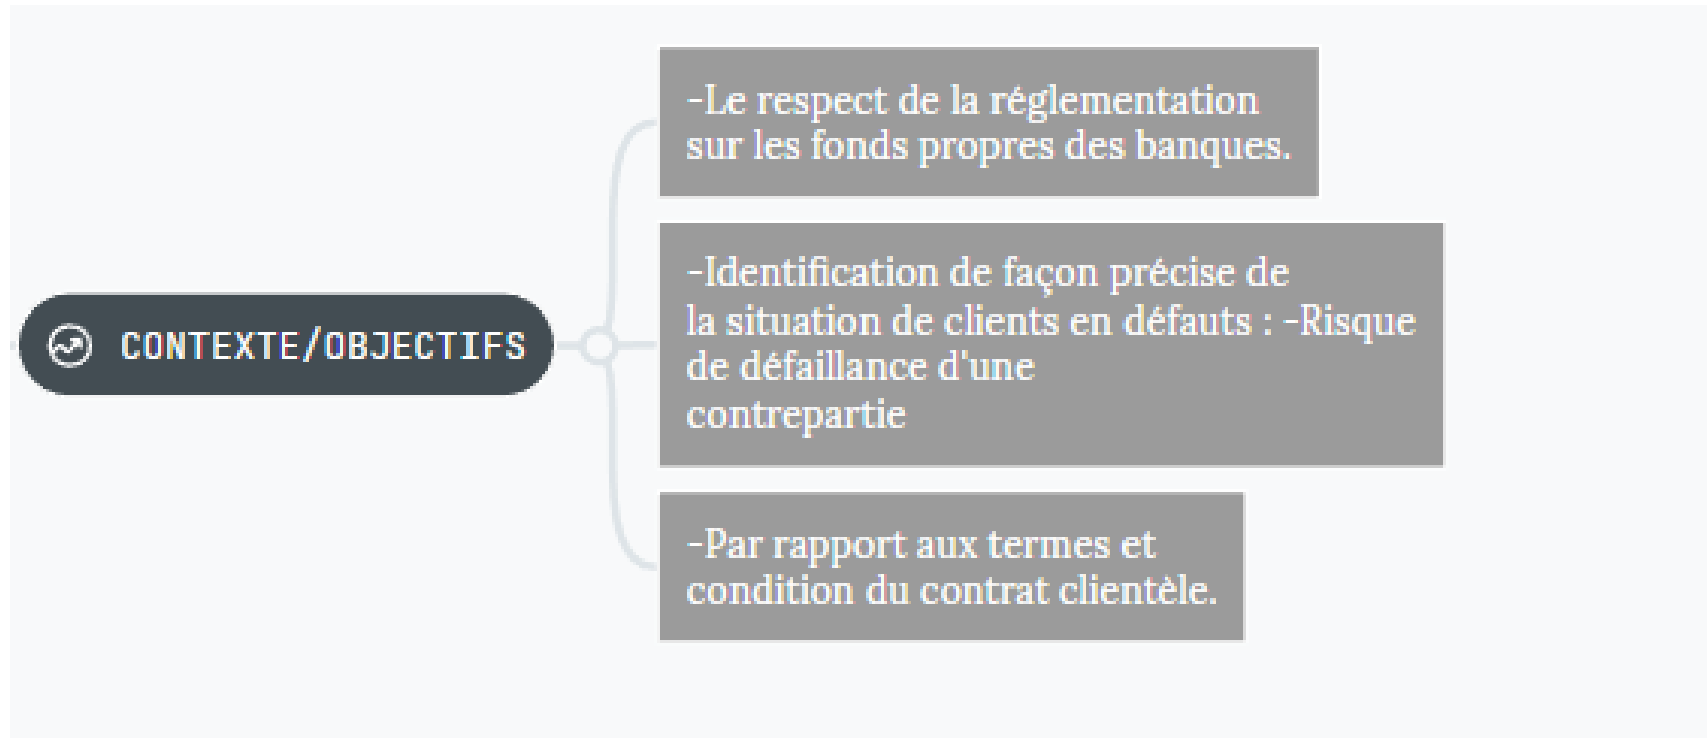 CONTEXTE/OBJECTIFS
-Le respect de la réglementation
sur les fonds propres des banques.
-Identification de façon précise de
la situation de clients en défauts : -Risque
de défaillance d'une
contrepartie
-Par rapport aux termes et
condition du contrat clientèle.